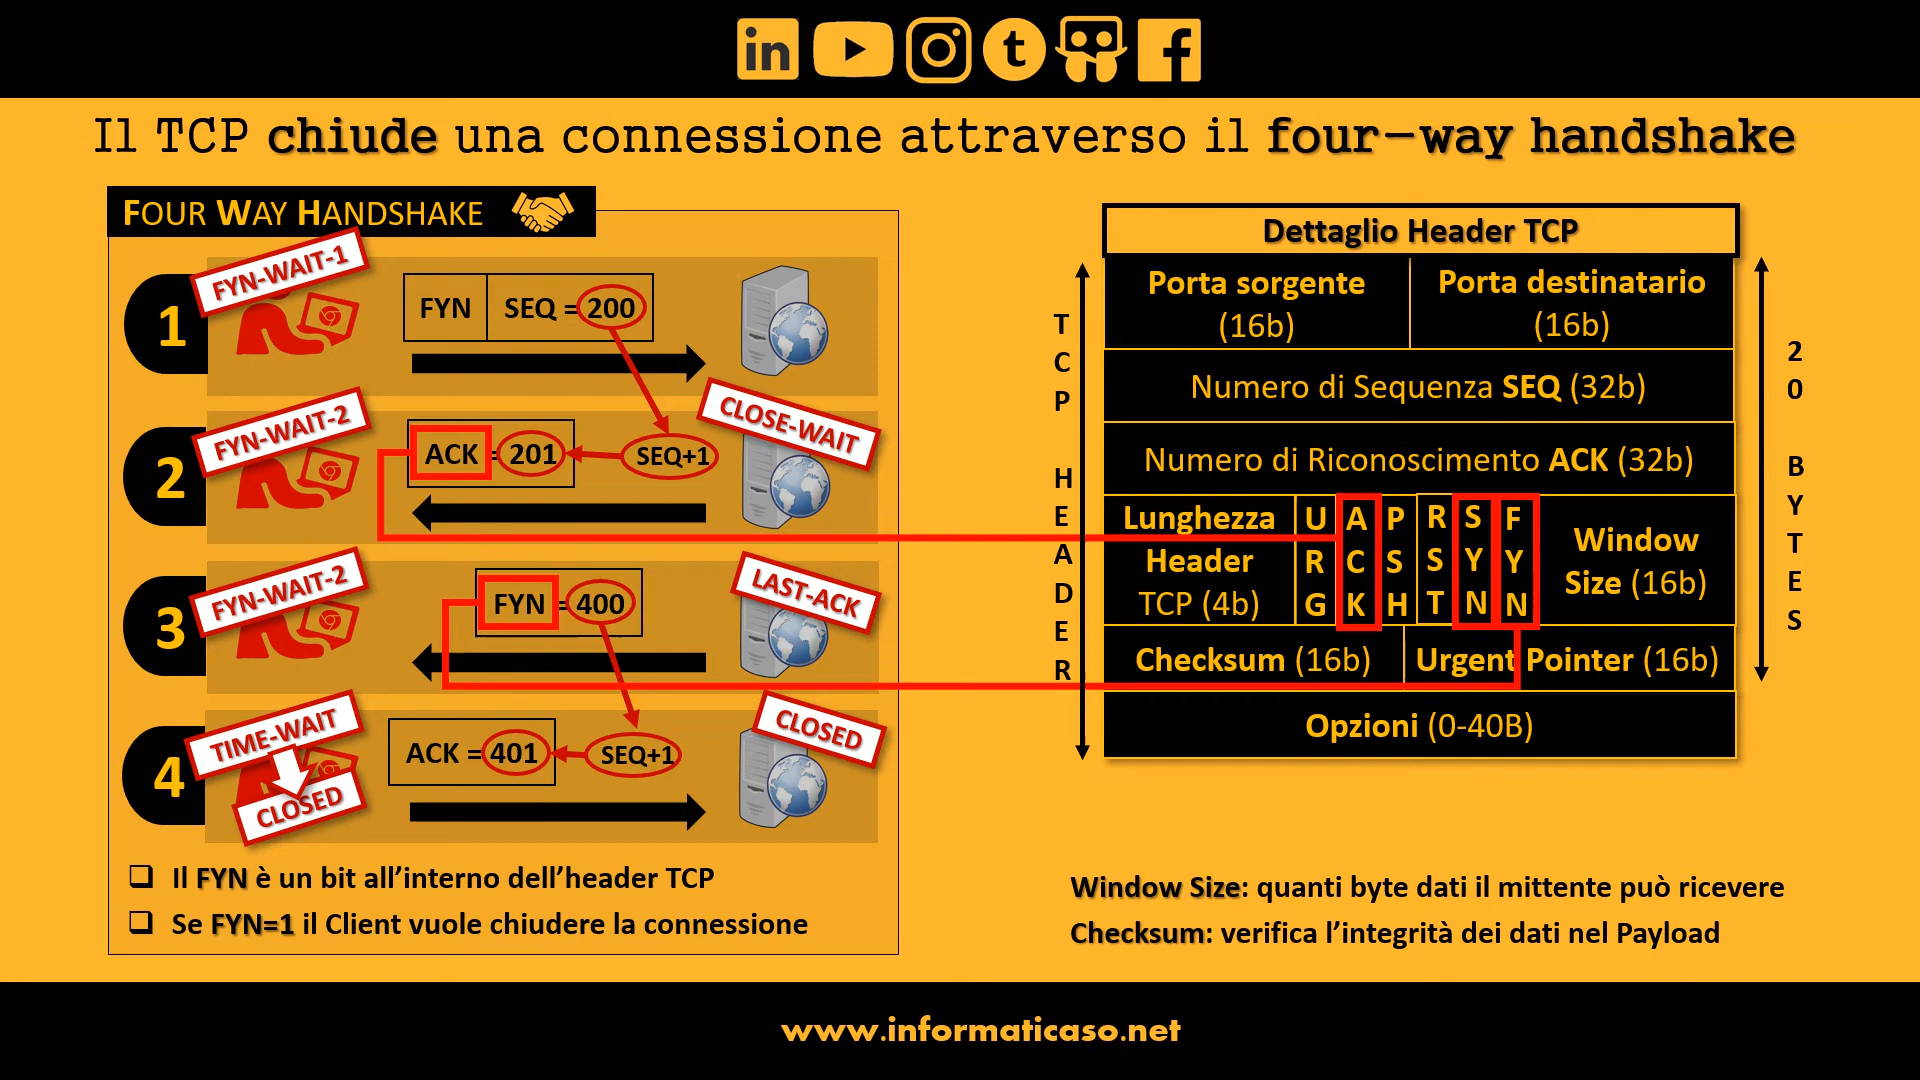 Il TCP chiude una connessione attraverso il four-way handshake
FOUR WAY HANDSHAKE
1
FYN-WAIT-1
FYN SEQ = 200
2
FYN-WAIT-2
ACK = 201
SEQ+1
CLOSE-WAIT
3
FYN-WAIT-2
FYN = 400
LAST-ACK
4
TIME-WAIT
CLOSED
ACK = 401
SEQ+1
CLOSED
❑ Il FYN è un bit all'interno dell'header TCP
❑ Se FYN=1 il Client vuole chiudere la connessione
Dettaglio Header TCP
TCP HEADER
Porta sorgente
(16b)
Porta destinatario
(16b)
Numero di Sequenza SEQ (32b)
Numero di Riconoscimento ACK (32b)
Lunghezza
Header
TCP (4b)
URG
ACK
PSH
RST
SYN
FYN
Window
Size (16b)
Checksum (16b)
Urgent Pointer (16b)
Opzioni (0-40B)
20 BYTES
Window Size: quanti byte dati il mittente può ricevere
Checksum: verifica l'integrità dei dati nel Payload
www.informaticaso.net